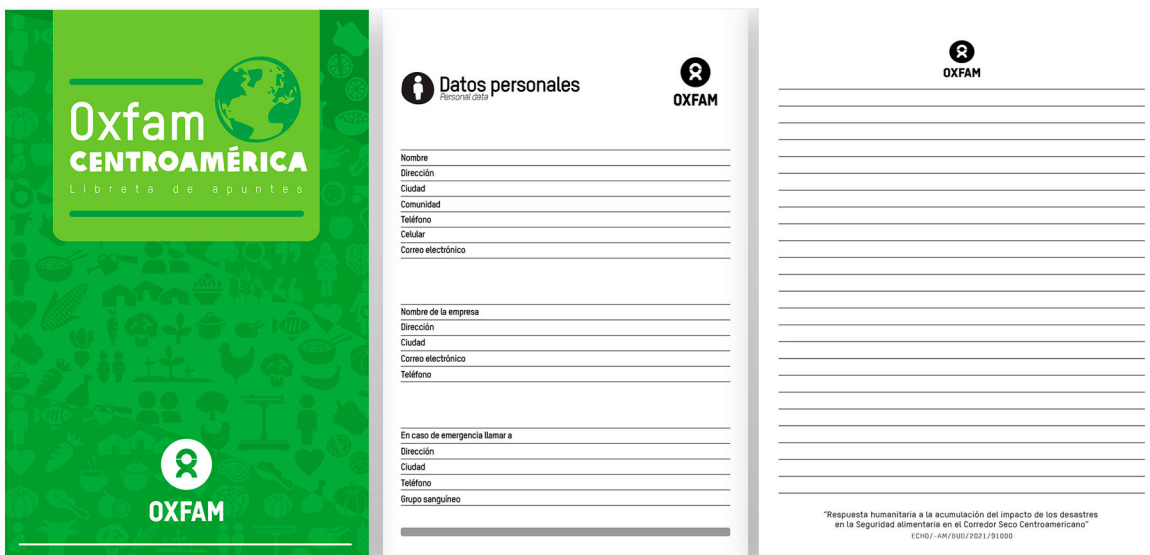 Oxfam
CENTROAMÉRICA
Libreta de apuntes
OXFAM
Datos personales
Personal data
OXFAM
Nombre
Dirección
Ciudad
Comunidad
Teléfono
Celular
Correo electrónico
Nombre de la empresa
Dirección
Ciudad
Correo electrónico
Teléfono
En caso de emergencia llamar a
Dirección
Ciudad
Teléfono
Grupo sanguíneo
OXFAM
"Respuesta humanitaria a la acumulación del impacto de los desastres
en la Seguridad alimentaria en el Corredor Seco Centroamericano"
ECHO/-AM/BUD/2021/91000